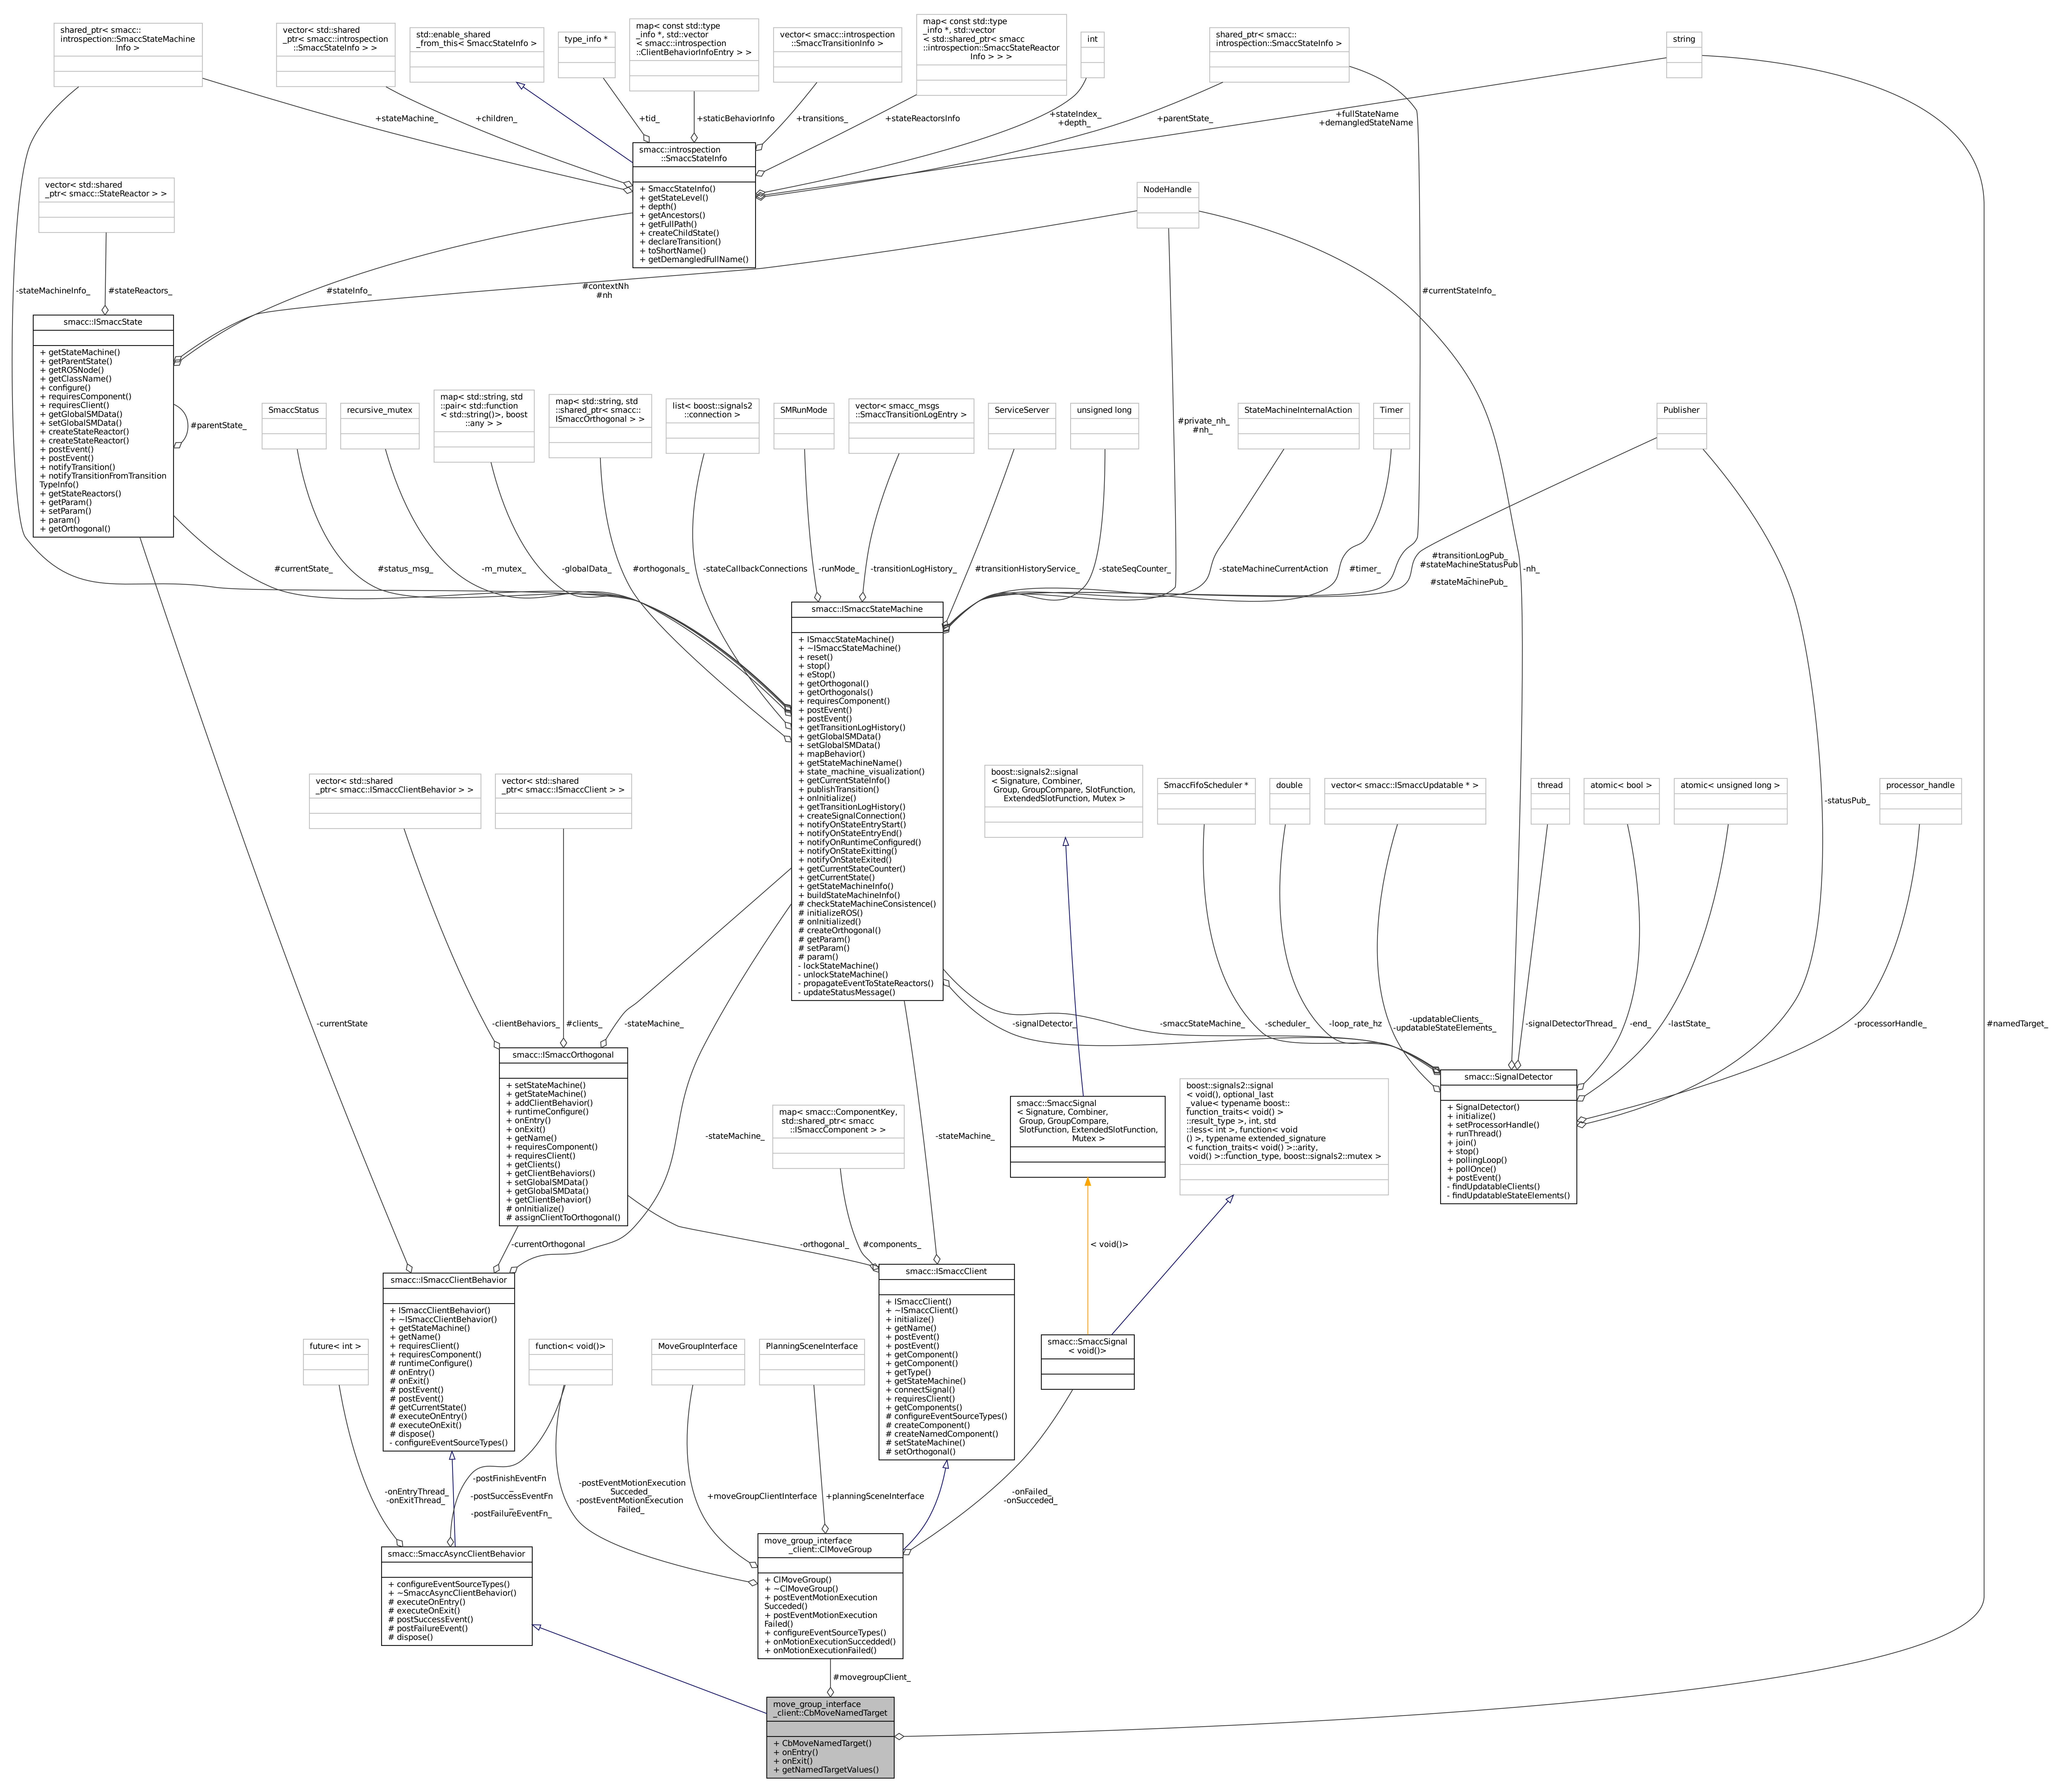 shared_ptr< smacc::
introspection::SmaccStateMachine
Info >
vector< std::shared
_ptr< smacc::introspection
::SmaccStateInfo > >
std::enable_shared
_from_this< SmaccStateInfo >
type_info *
map< const std::type
_info *, std::vector
< smacc::introspection
::ClientBehaviorInfoEntry > >
vector< smacc::introspection
::SmaccTransitionInfo >
map< const std::type
_info *, std::vector
< std::shared_ptr< smacc
::introspection::SmaccStateReactor
Info > > >
int
shared_ptr< smacc::
introspection::SmaccStateInfo >
string
+stateMachine_
+children_
+tid_
+staticBehaviorInfo
+transitions_
+stateReactorsInfo
+stateIndex_
+depth_
+parentState_
+fullStateName
+demangledStateName
smacc::introspection
::SmaccStateInfo
+ SmaccStateInfo()
+ getStateLevel()
+ depth()
+ getAncestors()
+ getFullPath()
+ createChildState()
+ declareTransition()
+ toShortName()
+ getDemangledFullName()
vector< std::shared
_ptr< smacc::StateReactor > >
NodeHandle
-stateMachineInfo_
#stateReactors_
#stateInfo_
#contextNh
#nh
#currentStateInfo_
smacc::ISmaccState
+ getStateMachine()
+ getParentState()
+ getROSNode()
+ getClassName()
+ configure()
+ requiresComponent()
+ requiresClient()
+ getGlobalSMData()
+ setGlobalSMData()
+ createStateReactor()
+ createStateReactor()
+ postEvent()
+ postEvent()
+ notifyTransition()
+ notifyTransitionFromTransition
TypeInfo()
+ getStateReactors()
+ getParam()
+ setParam()
+ param()
+ getOrthogonal()
#parentState_
SmaccStatus
recursive_mutex
map< std::string, std
::pair< std::function
< std::string()>, boost
::any > >
map< std::string, std
::shared_ptr< smacc::
ISmaccOrthogonal > >
list< boost::signals2
::connection >
SMRunMode
vector< smacc_msgs
::SmaccTransitionLogEntry >
ServiceServer
unsigned long
#private_nh_
#nh_
StateMachineInternalAction
Timer
Publisher
#currentState_
#status_msg_
-m_mutex_
-globalData_
#orthogonals_
-stateCallbackConnections
-runMode_
-transitionLogHistory_
#transitionHistoryService_
-stateSeqCounter_
-stateMachineCurrentAction
#timer_
#transitionLogPub_
#stateMachineStatusPub
_
#stateMachinePub_
-nh_
smacc::ISmaccStateMachine
+ ISmaccStateMachine()
+ ~ISmaccStateMachine()
+ reset()
+ stop()
+ eStop()
+ getOrthogonal()
+ getOrthogonals()
+ requiresComponent()
+ postEvent()
+ postEvent()
+ getTransitionLogHistory()
+ getGlobalSMData()
+ setGlobalSMData()
+ mapBehavior()
+ getStateMachineName()
+ state_machine_visualization()
+ getCurrentStateInfo()
+ publishTransition()
+ onInitialize()
+ getTransitionLogHistory()
+ createSignalConnection()
+ notifyOnStateEntryStart()
+ notifyOnStateEntryEnd()
+ notifyOnRuntimeConfigured()
+ notifyOnStateExitting()
+ notifyOnStateExited()
+ getCurrentStateCounter()
+ getCurrentState()
+ getStateMachineInfo()
+ buildStateMachineInfo()
# checkStateMachineConsistence()
# initializeROS()
# onInitialized()
# createOrthogonal()
# getParam()
# setParam()
# param()
- lockStateMachine()
- unlockStateMachine()
- propagateEventToStateReactors()
- updateStatusMessage()
vector< std::shared
_ptr< smacc::ISmaccClientBehavior > >
vector< std::shared
_ptr< smacc::ISmaccClient > >
boost::signals2::signal
< Signature, Combiner,
Group, GroupCompare, SlotFunction,
ExtendedSlotFunction, Mutex >
SmaccFifoScheduler *
double
vector< smacc::ISmaccUpdatable * >
thread
atomic< bool >
atomic< unsigned long >
-statusPub_
processor_handle
-currentState
-clientBehaviors_
#clients_
-stateMachine_
-signalDetector_
-smaccStateMachine_
-scheduler_
-loop_rate_hz
-updatableClients_
-updatableStateElements_
-signalDetectorThread_
-end_
-lastState_
-processorHandle_
#namedTarget_
smacc::ISmaccOrthogonal
+ setStateMachine()
+ getStateMachine()
+ addClientBehavior()
+ runtimeConfigure()
+ onEntry()
+ onExit()
+ getName()
+ requiresComponent()
+ requiresClient()
+ getClients()
+ getClientBehaviors()
+ setGlobalSMData()
+ getGlobalSMData()
+ getClientBehavior()
# onInitialize()
# assignClientToOrthogonal()
smacc::SignalDetector
+ SignalDetector()
+ initialize()
+ setProcessorHandle()
+ runThread()
+ join()
+ stop()
+ pollingLoop()
+ pollOnce()
+ postEvent()
- findUpdatableClients()
- findUpdatableStateElements()
map< smacc::ComponentKey,
std::shared_ptr< smacc
::ISmaccComponent > >
smacc::SmaccSignal
< Signature, Combiner,
Group, GroupCompare,
SlotFunction, ExtendedSlotFunction,
Mutex >
boost::signals2::signal
< void(), optional_last
_value< typename boost::
function_traits< void() >
::result_type >, int, std
::less< int >, function< void
() >, typename extended_signature
< function_traits< void() >::arity,
void() >::function_type, boost::signals2::mutex >
-stateMachine_
-stateMachine_
-currentOrthogonal
-orthogonal_
#components_
< void()>
smacc::ISmaccClientBehavior
+ ISmaccClientBehavior()
+ ~ISmaccClientBehavior()
+ getStateMachine()
+ getName()
+ requiresClient()
+ requiresComponent()
# runtimeConfigure()
# onEntry()
# onExit()
# postEvent()
# postEvent()
# getCurrentState()
# executeOnEntry()
# executeOnExit()
# dispose()
- configureEventSourceTypes()
smacc::ISmaccClient
+ ISmaccClient()
+ ~ISmaccClient()
+ initialize()
+ getName()
+ postEvent()
+ postEvent()
+ getComponent()
+ getComponent()
+ getType()
+ getStateMachine()
+ connectSignal()
+ requiresClient()
+ getComponents()
# configureEventSourceTypes()
# createComponent()
# createNamedComponent()
# setStateMachine()
# setOrthogonal()
smacc::SmaccSignal
< void()>
future< int >
function< void()>
MoveGroupInterface
PlanningSceneInterface
-onEntryThread_
-onExitThread_
-postFinishEventFn
_
-postSuccessEventFn
_
-postFailureEventFn_
-postEventMotionExecution
Succeded_
-postEventMotionExecution
Failed_
+moveGroupClientInterface
+planningSceneInterface
-onFailed_
-onSucceded_
smacc::SmaccAsyncClientBehavior
+ configureEventSourceTypes()
+ ~SmaccAsyncClientBehavior()
# executeOnEntry()
# executeOnExit()
# postSuccessEvent()
# postFailureEvent()
# dispose()
move_group_interface
_client::ClMoveGroup
+ ClMoveGroup()
+ ~ClMoveGroup()
+ postEventMotionExecution
Succeded()
+ postEventMotionExecution
Failed()
+ configureEventSourceTypes()
+ onMotionExecutionSuccedded()
+ onMotionExecutionFailed()
#movegroupClient_
move_group_interface
_client::CbMoveNamedTarget
+ CbMoveNamedTarget()
+ onEntry()
+ onExit()
+ getNamedTargetValues()